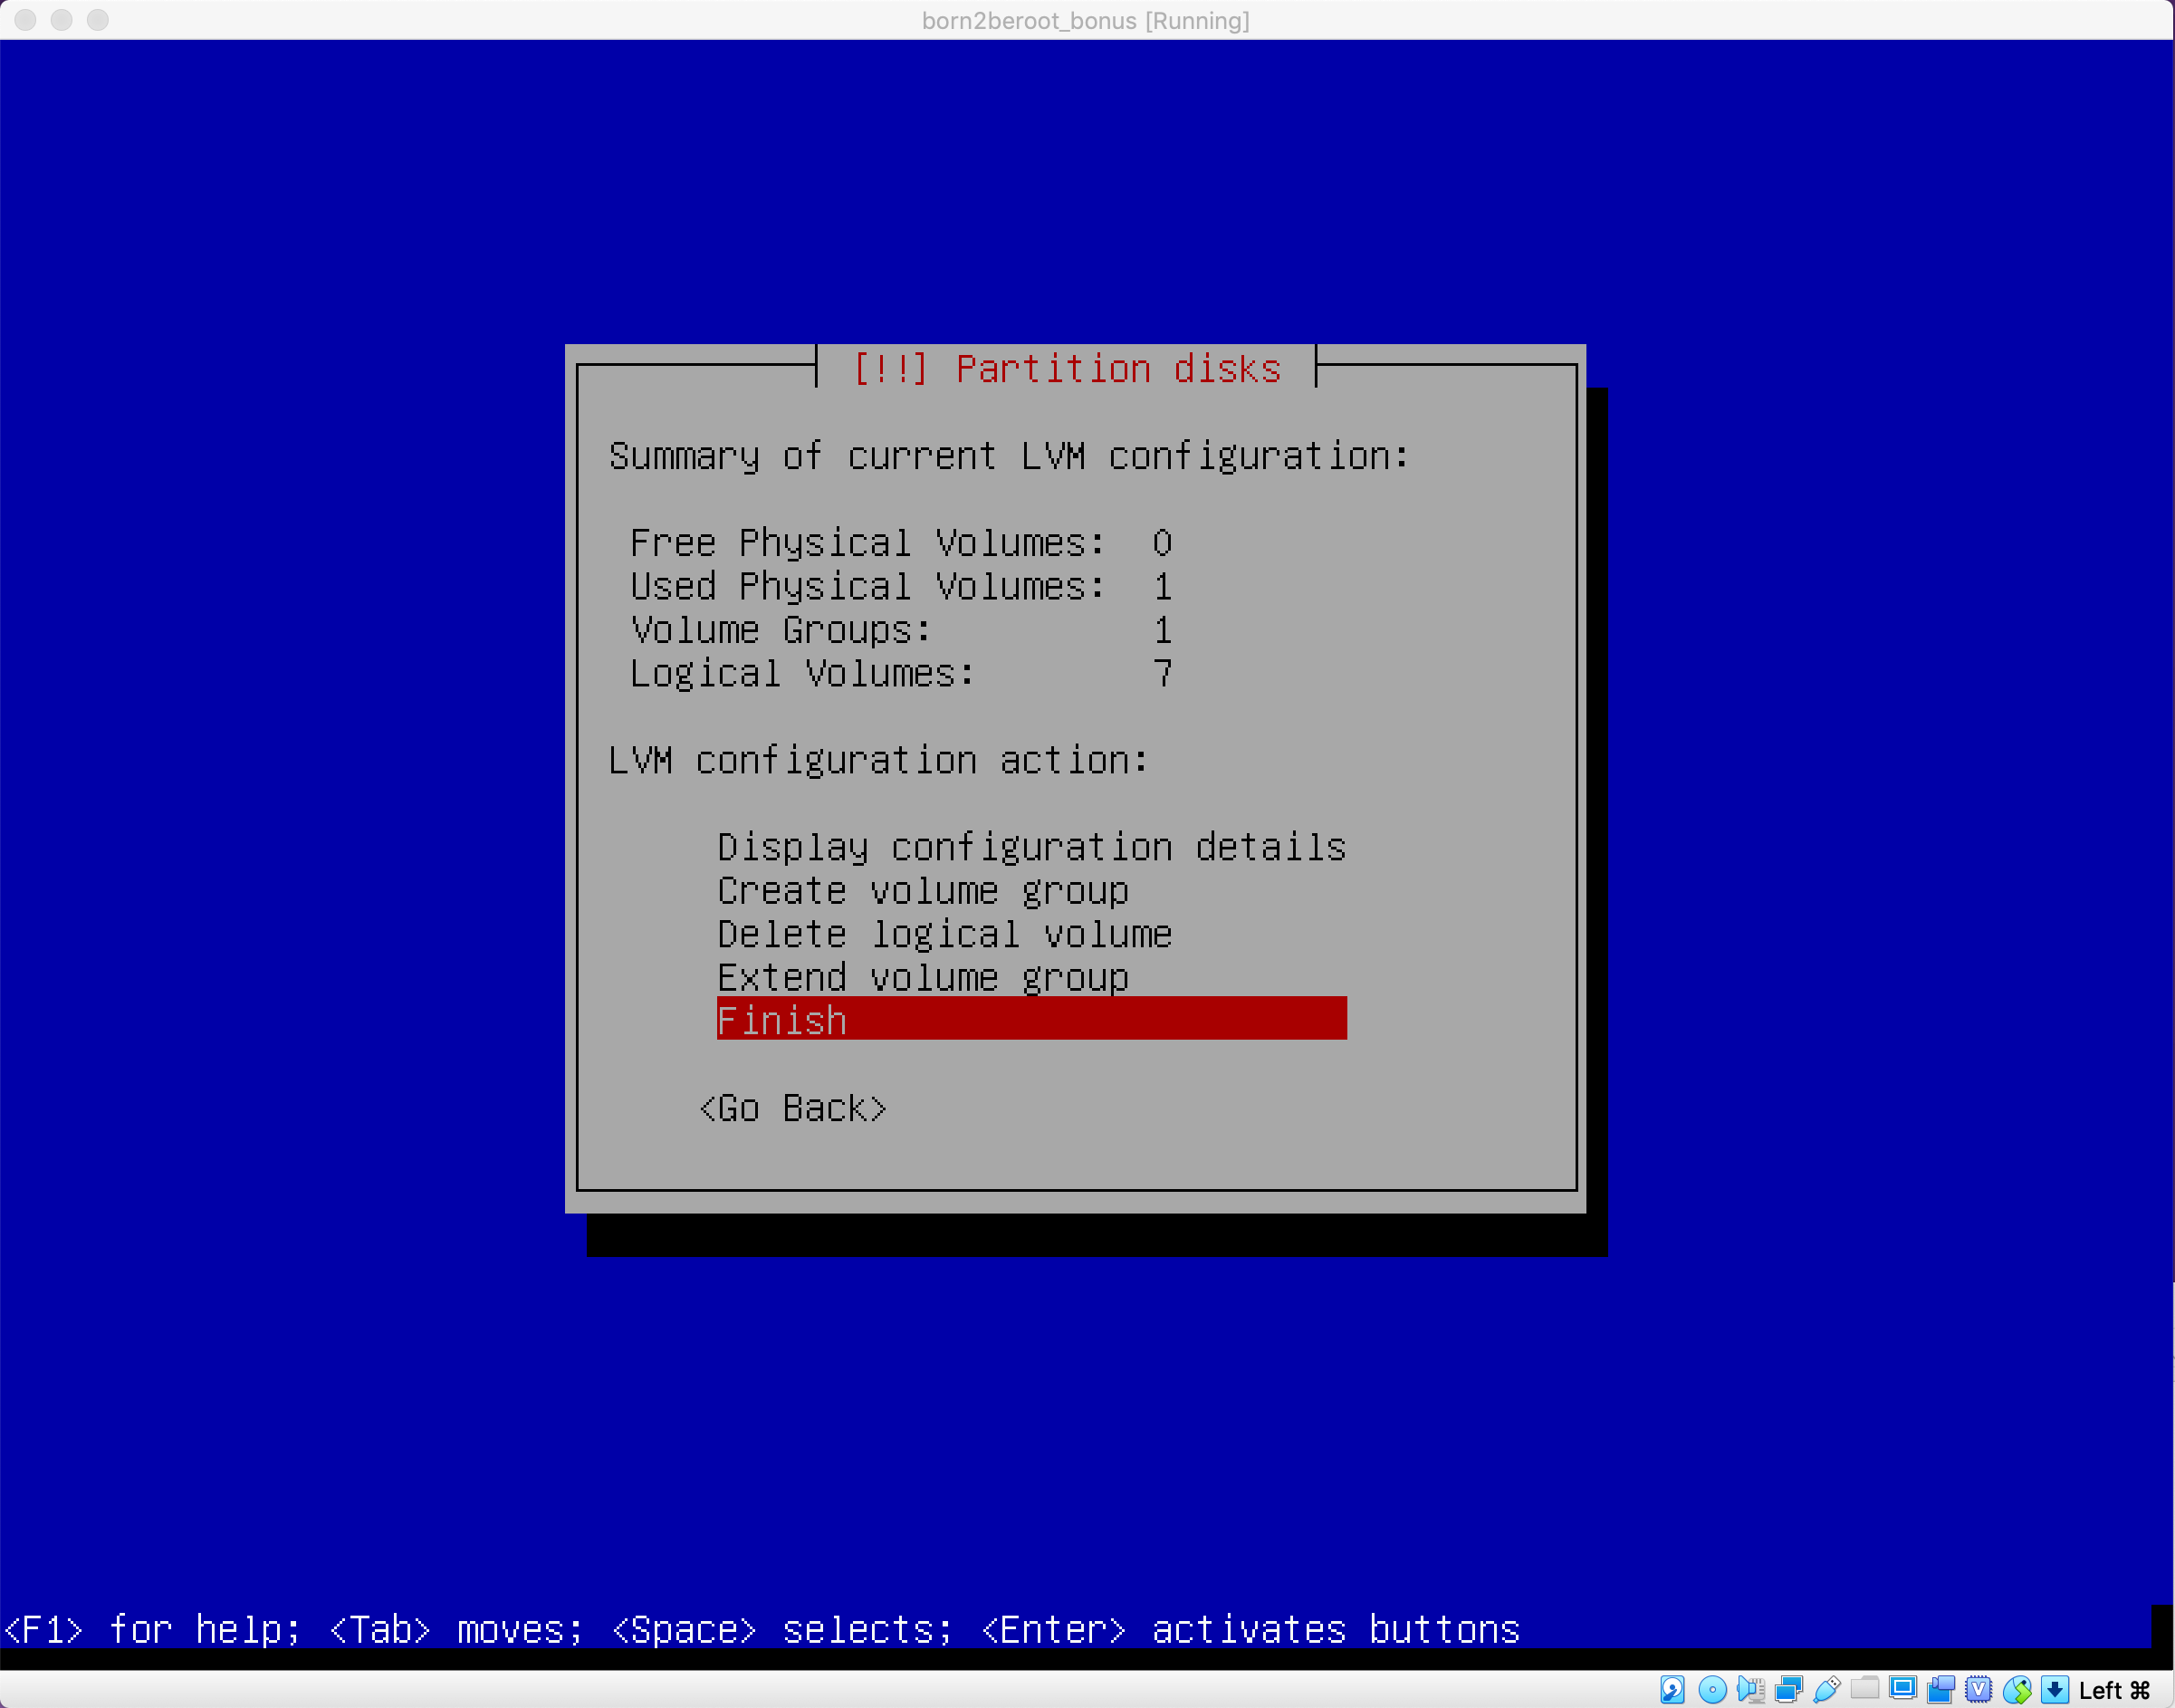 born2beroot_bonus [Running]
[!!] Partition disks
Summary of current LVM configuration:
Free Physical Volumes: 0
Used Physical Volumes: 1
Volume Groups: 1
Logical Volumes: 7
LVM configuration action:
Display configuration details
Create volume group
Delete logical volume
Extend volume group
Finish
<Go Back>
<F1> for help; <Tab> moves; <Space> selects; <Enter> activates buttons
Left ⌘